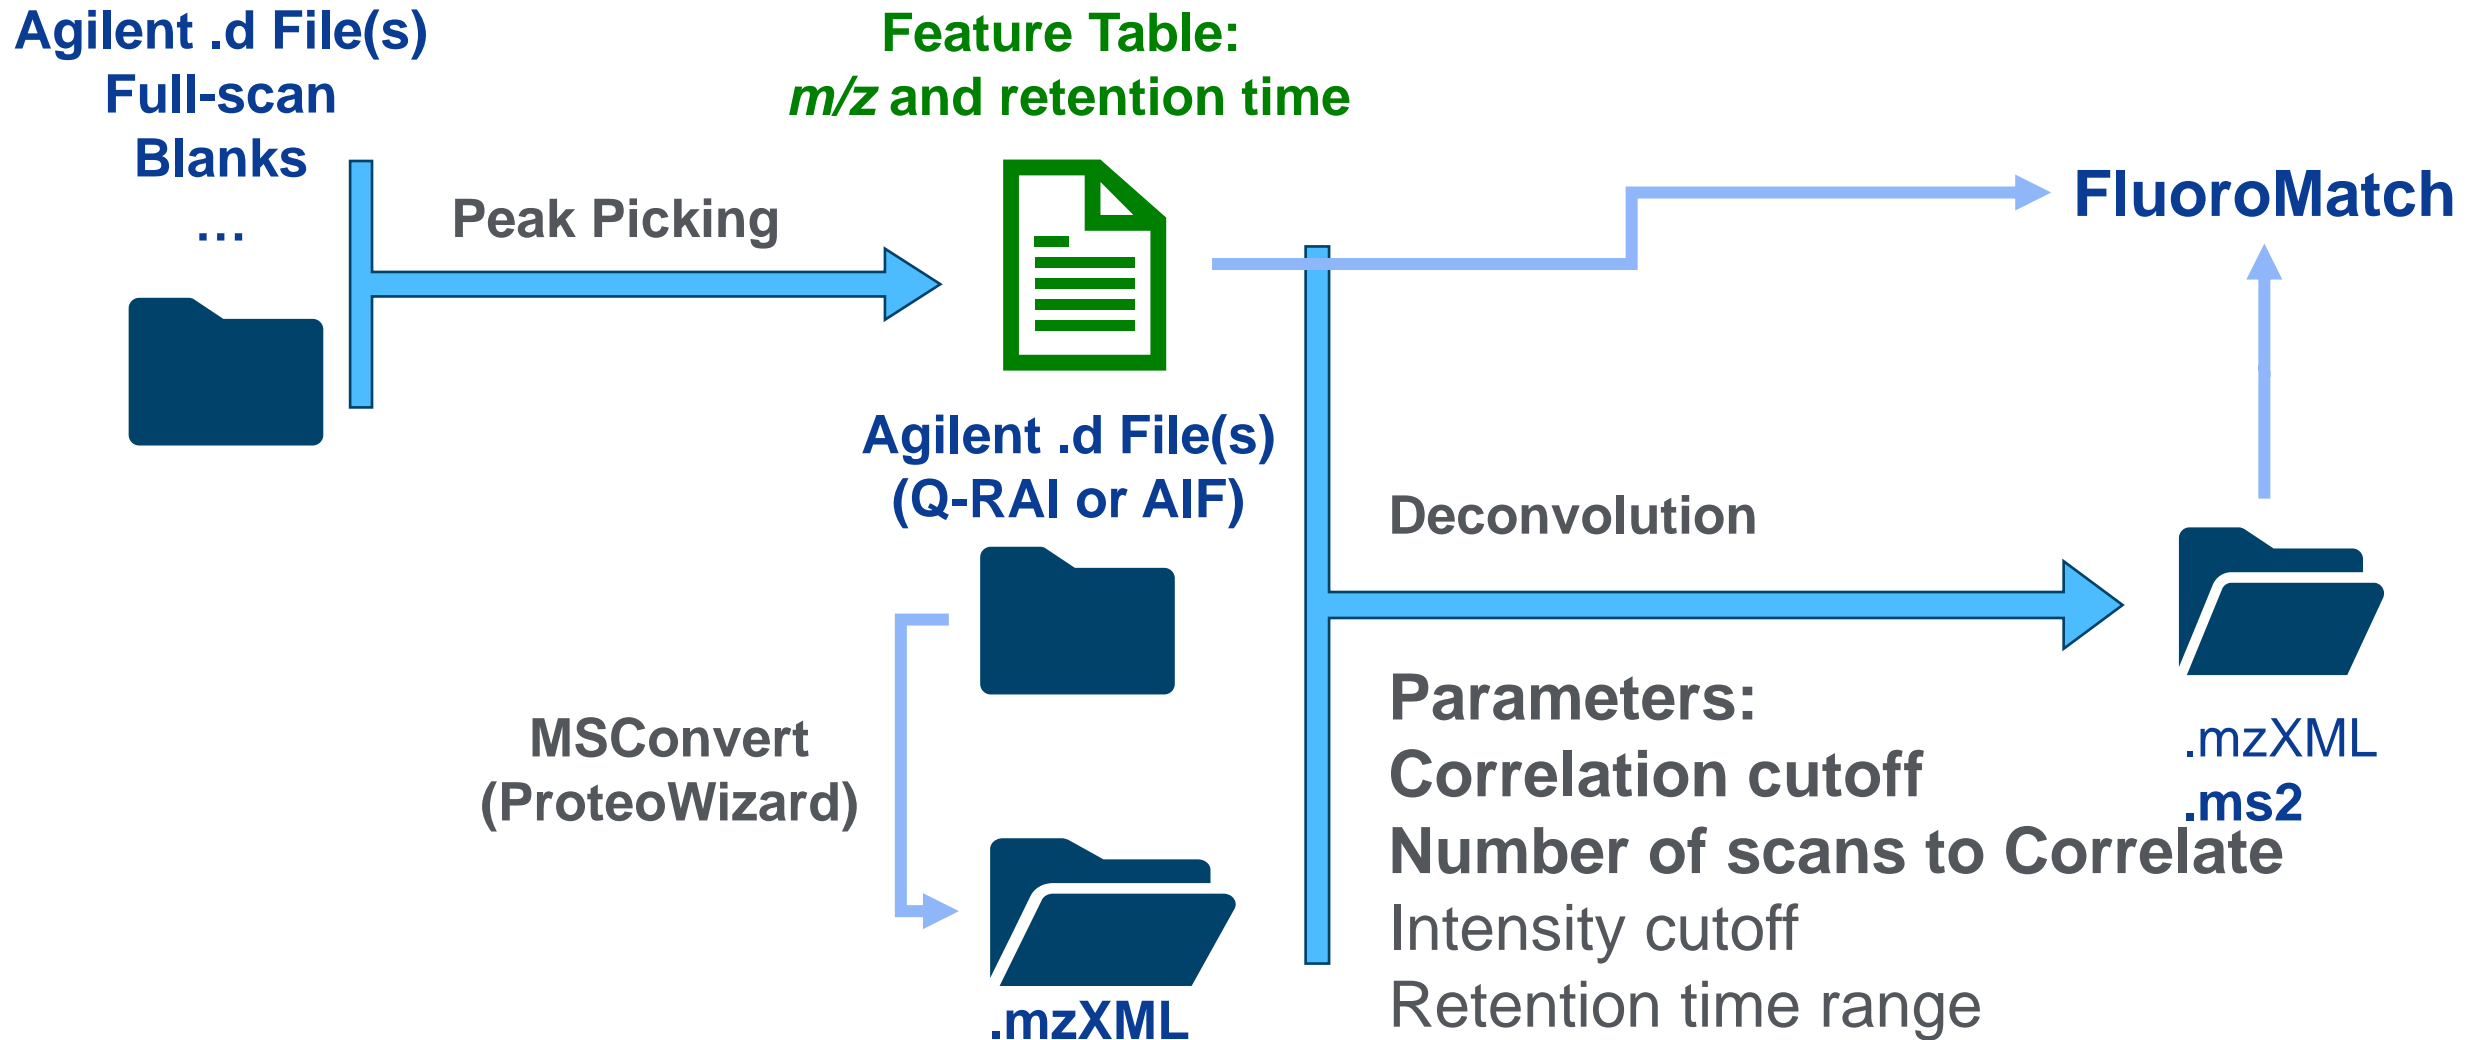 Agilent .d File(s)
Full-scan
Blanks
…
Peak Picking
Feature Table:
m/z and retention time
FluoroMatch
Agilent .d File(s)
(Q-RAI or AIF)
MSConvert
(ProteoWizard)
.mzXML
Deconvolution
Parameters:
Correlation cutoff
Number of scans to Correlate
Intensity cutoff
Retention time range
.mzXML
.ms2